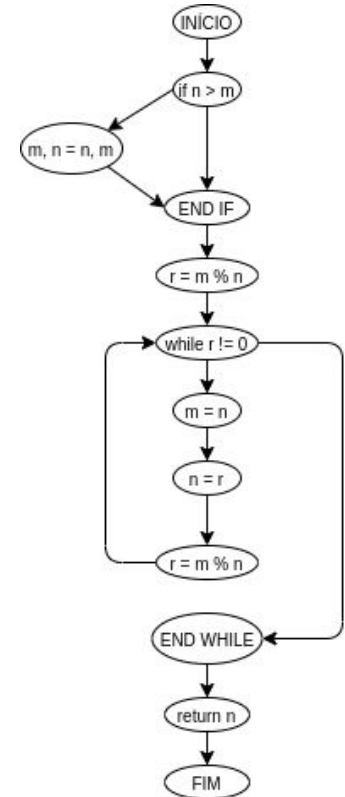 INÍCIO
if n > m
m, n = n, m
END IF
r = m % n
while r != 0
m = n
n = r
r = m % n
END WHILE
return n
FIM